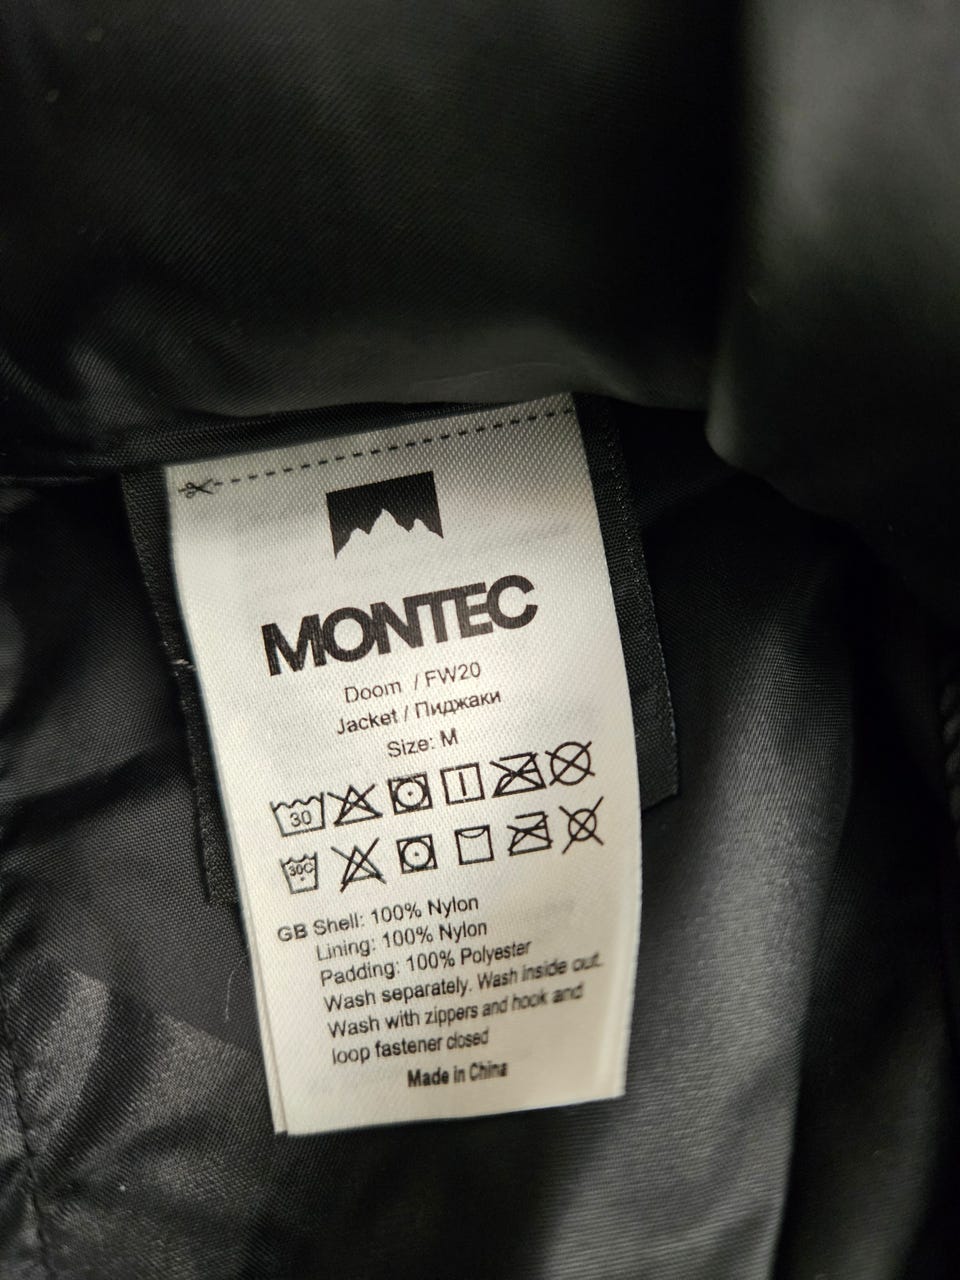 MONTEC
Doom / FW20
Jacket / Пиджаки
Size: M
30
30C
GB Shell: 100% Nylon
Lining: 100% Nylon
Padding: 100% Polyester
Wash separately. Wash inside out.
Wash with zippers and hook and
loop fastener closed
Made in China